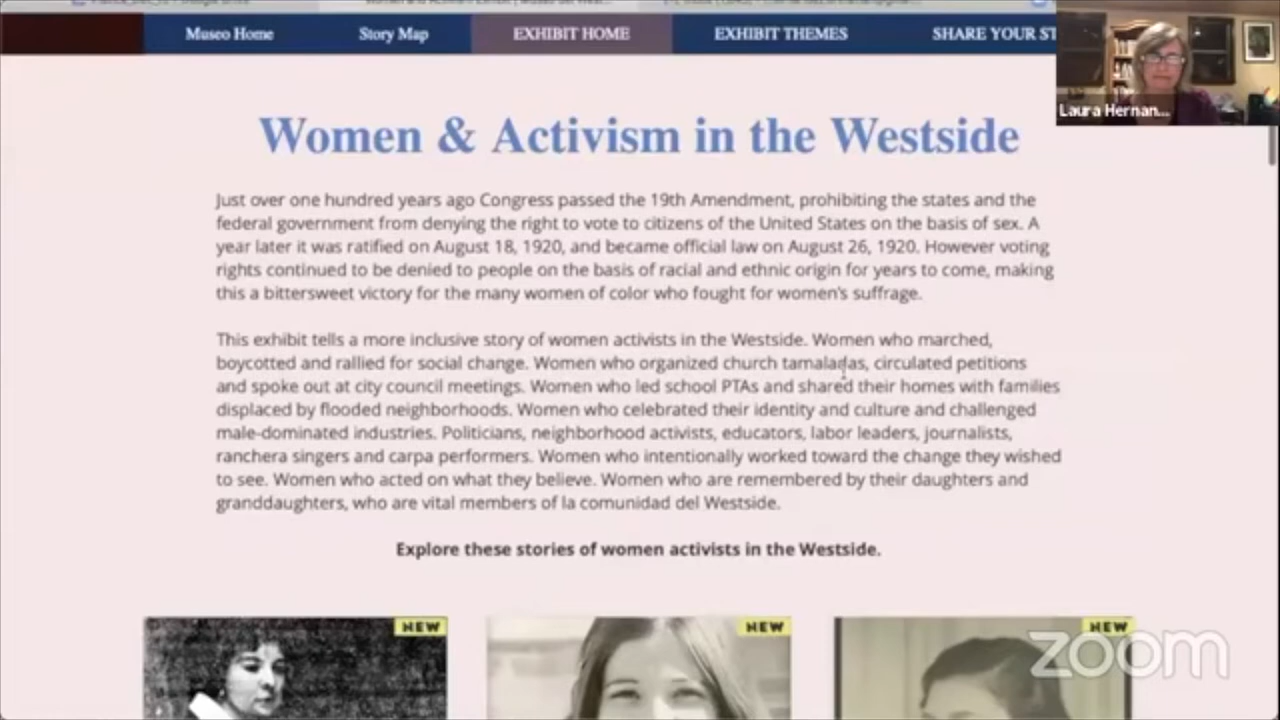 Museo Home
Story Map
EXHIBIT HOME
EXHIBIT THEMES
SHARE YOUR ST
Laura Hernan...
Women & Activism in the Westside
Just over one hundred years ago Congress passed the 19th Amendment, prohibiting the states and the
federal government from denying the right to vote to citizens of the United States on the basis of sex. A
year later it was ratified on August 18, 1920, and became official law on August 26, 1920. However voting
rights continued to be denied to people on the basis of racial and ethnic origin for years to come, making
this a bittersweet victory for the many women of color who fought for women's suffrage.
This exhibit tells a more inclusive story of women activists in the Westside. Women who marched,
boycotted and rallied for social change. Women who organized church tamaladas, circulated petitions
and spoke out at city council meetings. Women who led school PTAs and shared their homes with families
displaced by flooded neighborhoods. Women who celebrated their identity and culture and challenged
male-dominated industries. Politicians, neighborhood activists, educators, labor leaders, journalists,
ranchera singers and carpa performers. Women who intentionally worked toward the change they wished
to see. Women who acted on what they believe. Women who are remembered by their daughters and
granddaughters, who are vital members of la comunidad del Westside.
Explore these stories of women activists in the Westside.
NEW
NEW
NEW
zoom